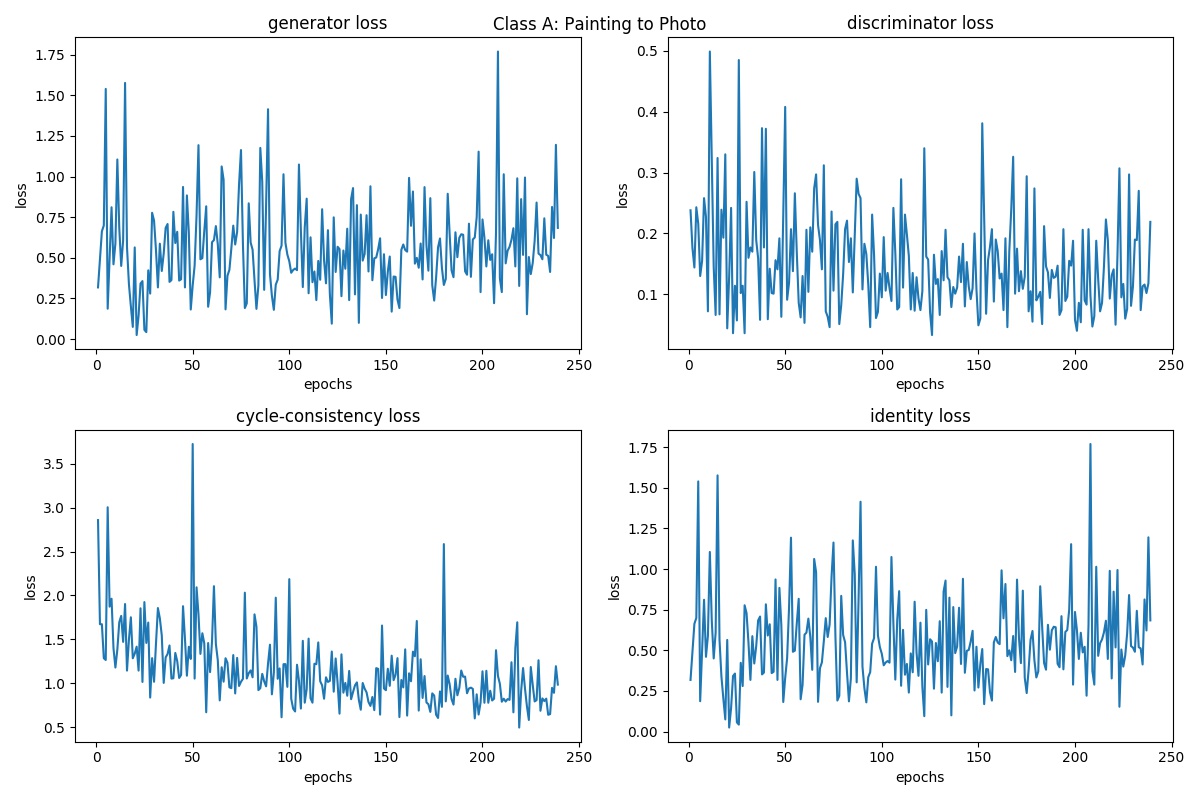 Class A: Painting to Photo
generator loss
discriminator loss
loss
1.75
1.50
1.25
1.00
0.75
0.50
0.25
0.00
0 50 100 150 200 250
epochs
loss
0.5
0.4
0.3
0.2
0.1
0 50 100 150 200 250
epochs
cycle-consistency loss
identity loss
loss
3.5
3.0
2.5
2.0
1.5
1.0
0.5
0 50 100 150 200 250
epochs
loss
1.75
1.50
1.25
1.00
0.75
0.50
0.25
0.00
0 50 100 150 200 250
epochs